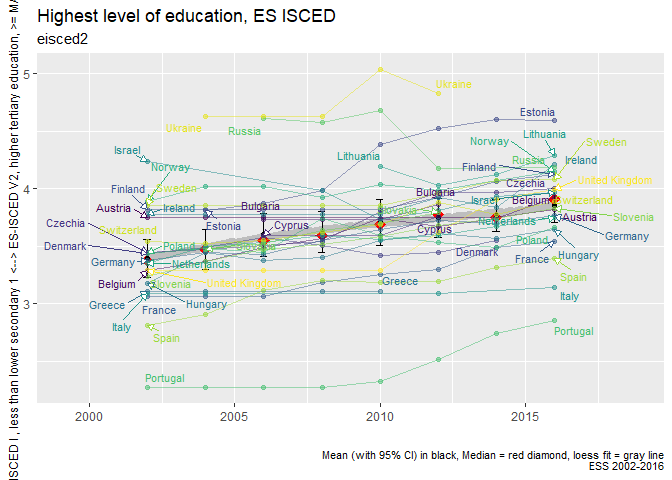 Highest level of education, ES ISCED
eisced2
ISCED I , less than lower secondary 1 <-> ES-ISCED V2, higher tertiary education, >= MA
5
4
3
Ukraine
Ukraine
Russia
Estonia
Lithuania
Lithuania
Norway
Sweden
Israel
Norway
Finland
Russia
Ireland
Finland
Sweden
Czechia
United Kingdom
Bulgaria
Austria
Ireland
Bulgaria
Slovakia
Israel
Belgium
Switzerland
Austria
Slovenia
Czechia
Switzerland
Estonia
Cyprus
Cyprus
Netherlands
Germany
Denmark
Poland
Poland
Germany
Netherlands
Denmark
Hungary
France
Belgium
Slovenia
United Kingdom
Greece
Spain
Greece
Hungary
France
Italy
Italy
Spain
Portugal
Portugal
2000
2005
2010
2015
Mean (with 95% CI) in black, Median = red diamond, loess fit = gray line
ESS 2002-2016